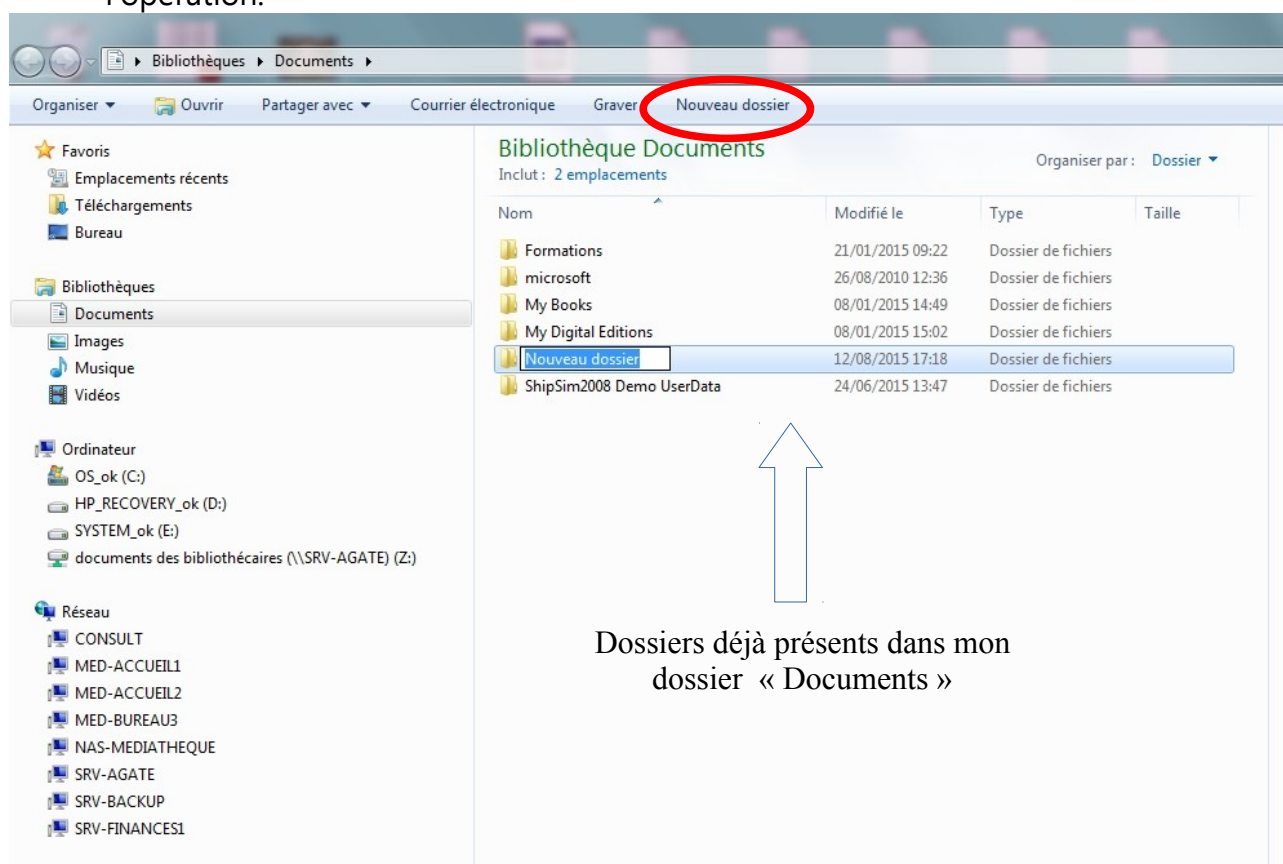 l'opération.
Bibliothèques ▸ Documents ▸
Organiser ▾ Ouvrir Partager avec ▾ Courrier électronique Graver Nouveau dossier
Favoris
Emplacements récents
Téléchargements
Bureau
Bibliothèques
Documents
Images
Musique
Vidéos
Ordinateur
OS_ok (C:)
HP_RECOVERY_ok (D:)
SYSTEM_ok (E:)
documents des bibliothécaires (\\SRV-AGATE) (Z:)
Réseau
CONSULT
MED-ACCUEIL1
MED-ACCUEIL2
MED-BUREAU3
NAS-MEDIATHEQUE
SRV-AGATE
SRV-BACKUP
SRV-FINANCES1
Bibliothèque Documents
Inclut : 2 emplacements
Organiser par : Dossier ▾
Nom Modifié le Type Taille
Formations 21/01/2015 09:22 Dossier de fichiers
microsoft 26/08/2010 12:36 Dossier de fichiers
My Books 08/01/2015 14:49 Dossier de fichiers
My Digital Editions 08/01/2015 15:02 Dossier de fichiers
Nouveau dossier 12/08/2015 17:18 Dossier de fichiers
ShipSim2008 Demo UserData 24/06/2015 13:47 Dossier de fichiers
Dossiers déjà présents dans mon
dossier « Documents »